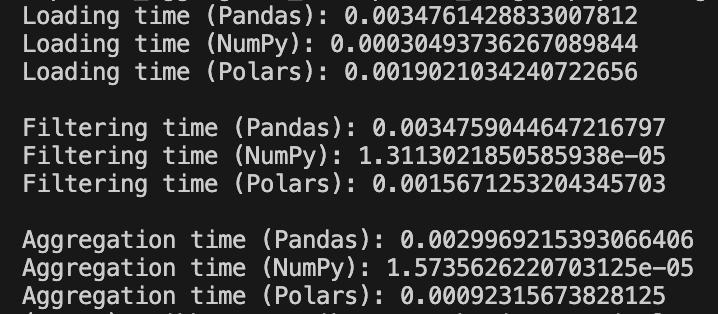 Loading time (Pandas): 0.0034761428833007812
Loading time (NumPy): 0.00030493736267089844
Loading time (Polars): 0.0019021034240722656
Filtering time (Pandas): 0.0034759044647216797
Filtering time (NumPy): 1.3113021850585938e-05
Filtering time (Polars): 0.0015671253204345703
Aggregation time (Pandas): 0.0029969215393066406
Aggregation time (NumPy): 1.5735626220703125e-05
Aggregation time (Polars): 0.00092315673828125